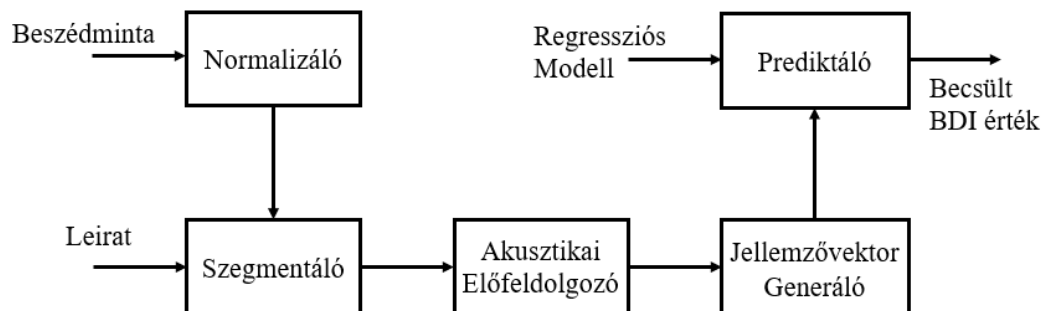 Beszédminta
Normalizáló
Regressziós
Modell
Prediktáló
Becsült
BDI érték
Leirat
Szegmentáló
Akusztikai
Előfeldolgozó
Jellemzővektor
Generáló